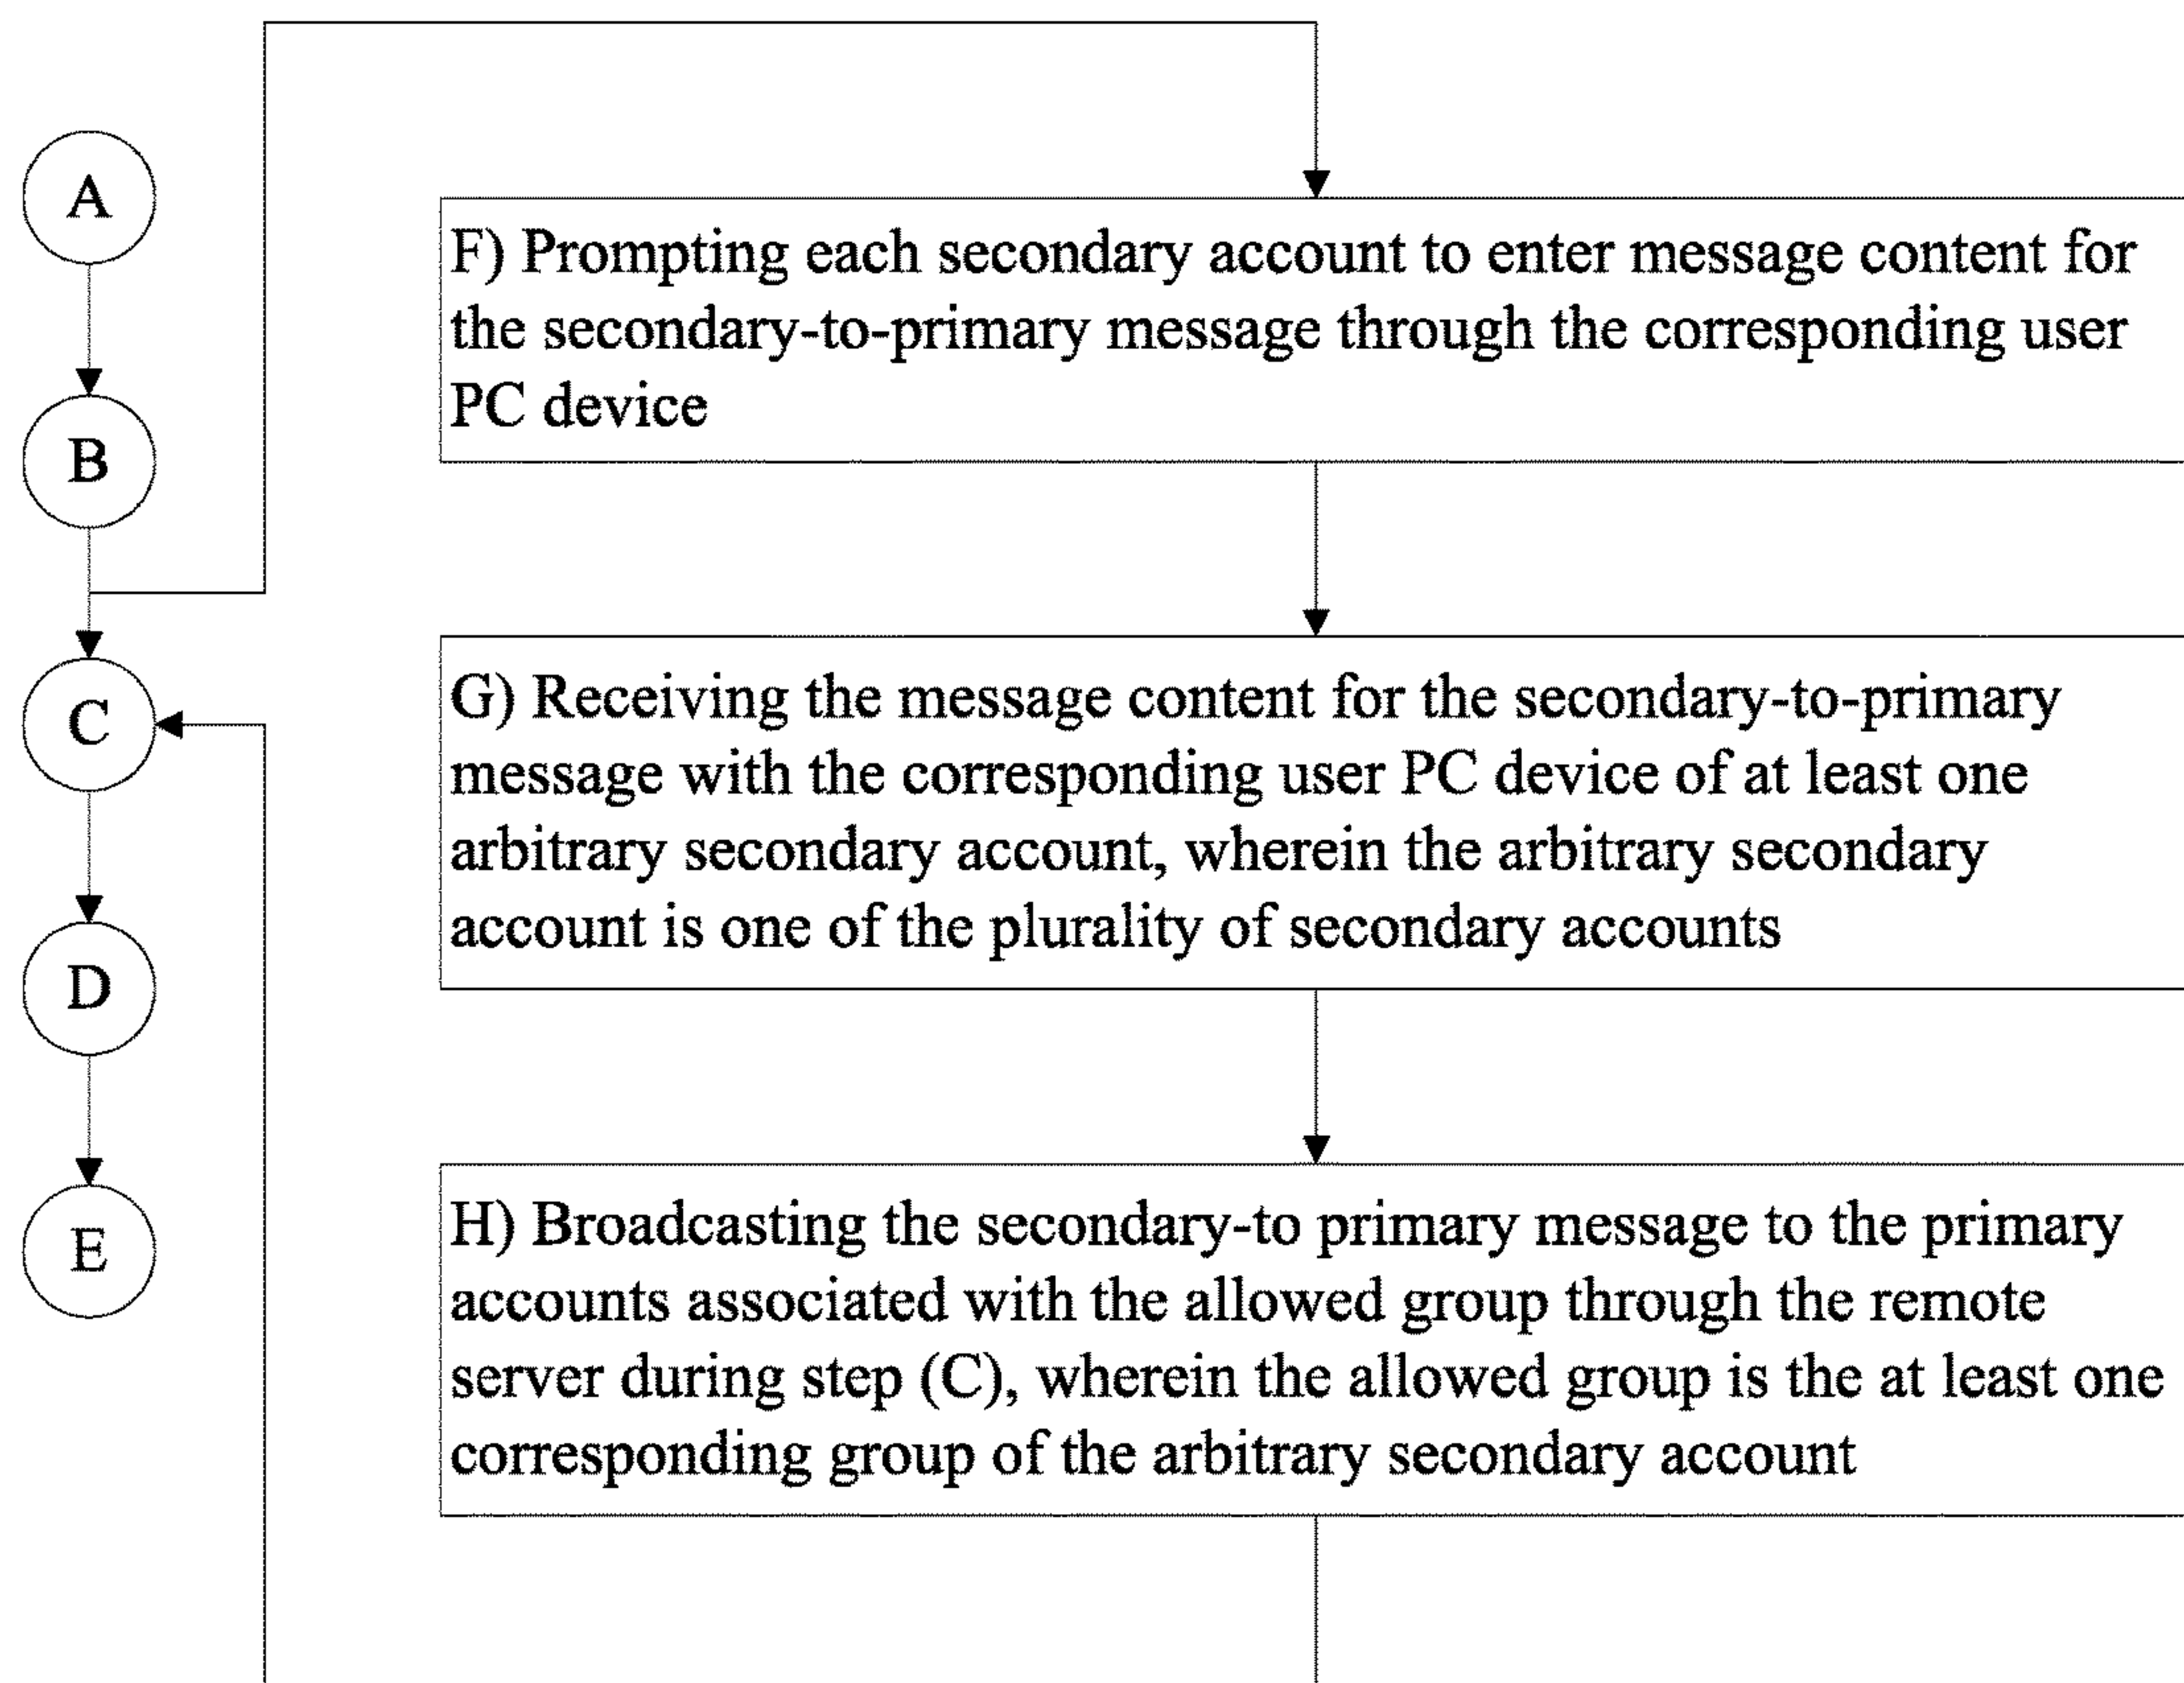 A
B
C
D
E
F) Prompting each secondary account to enter message content for
the secondary-to-primary message through the corresponding user
PC device
G) Receiving the message content for the secondary-to-primary
message with the corresponding user PC device of at least one
arbitrary secondary account, wherein the arbitrary secondary
account is one of the plurality of secondary accounts
H) Broadcasting the secondary-to primary message to the primary
accounts associated with the allowed group through the remote
server during step (C), wherein the allowed group is the at least one
corresponding group of the arbitrary secondary account